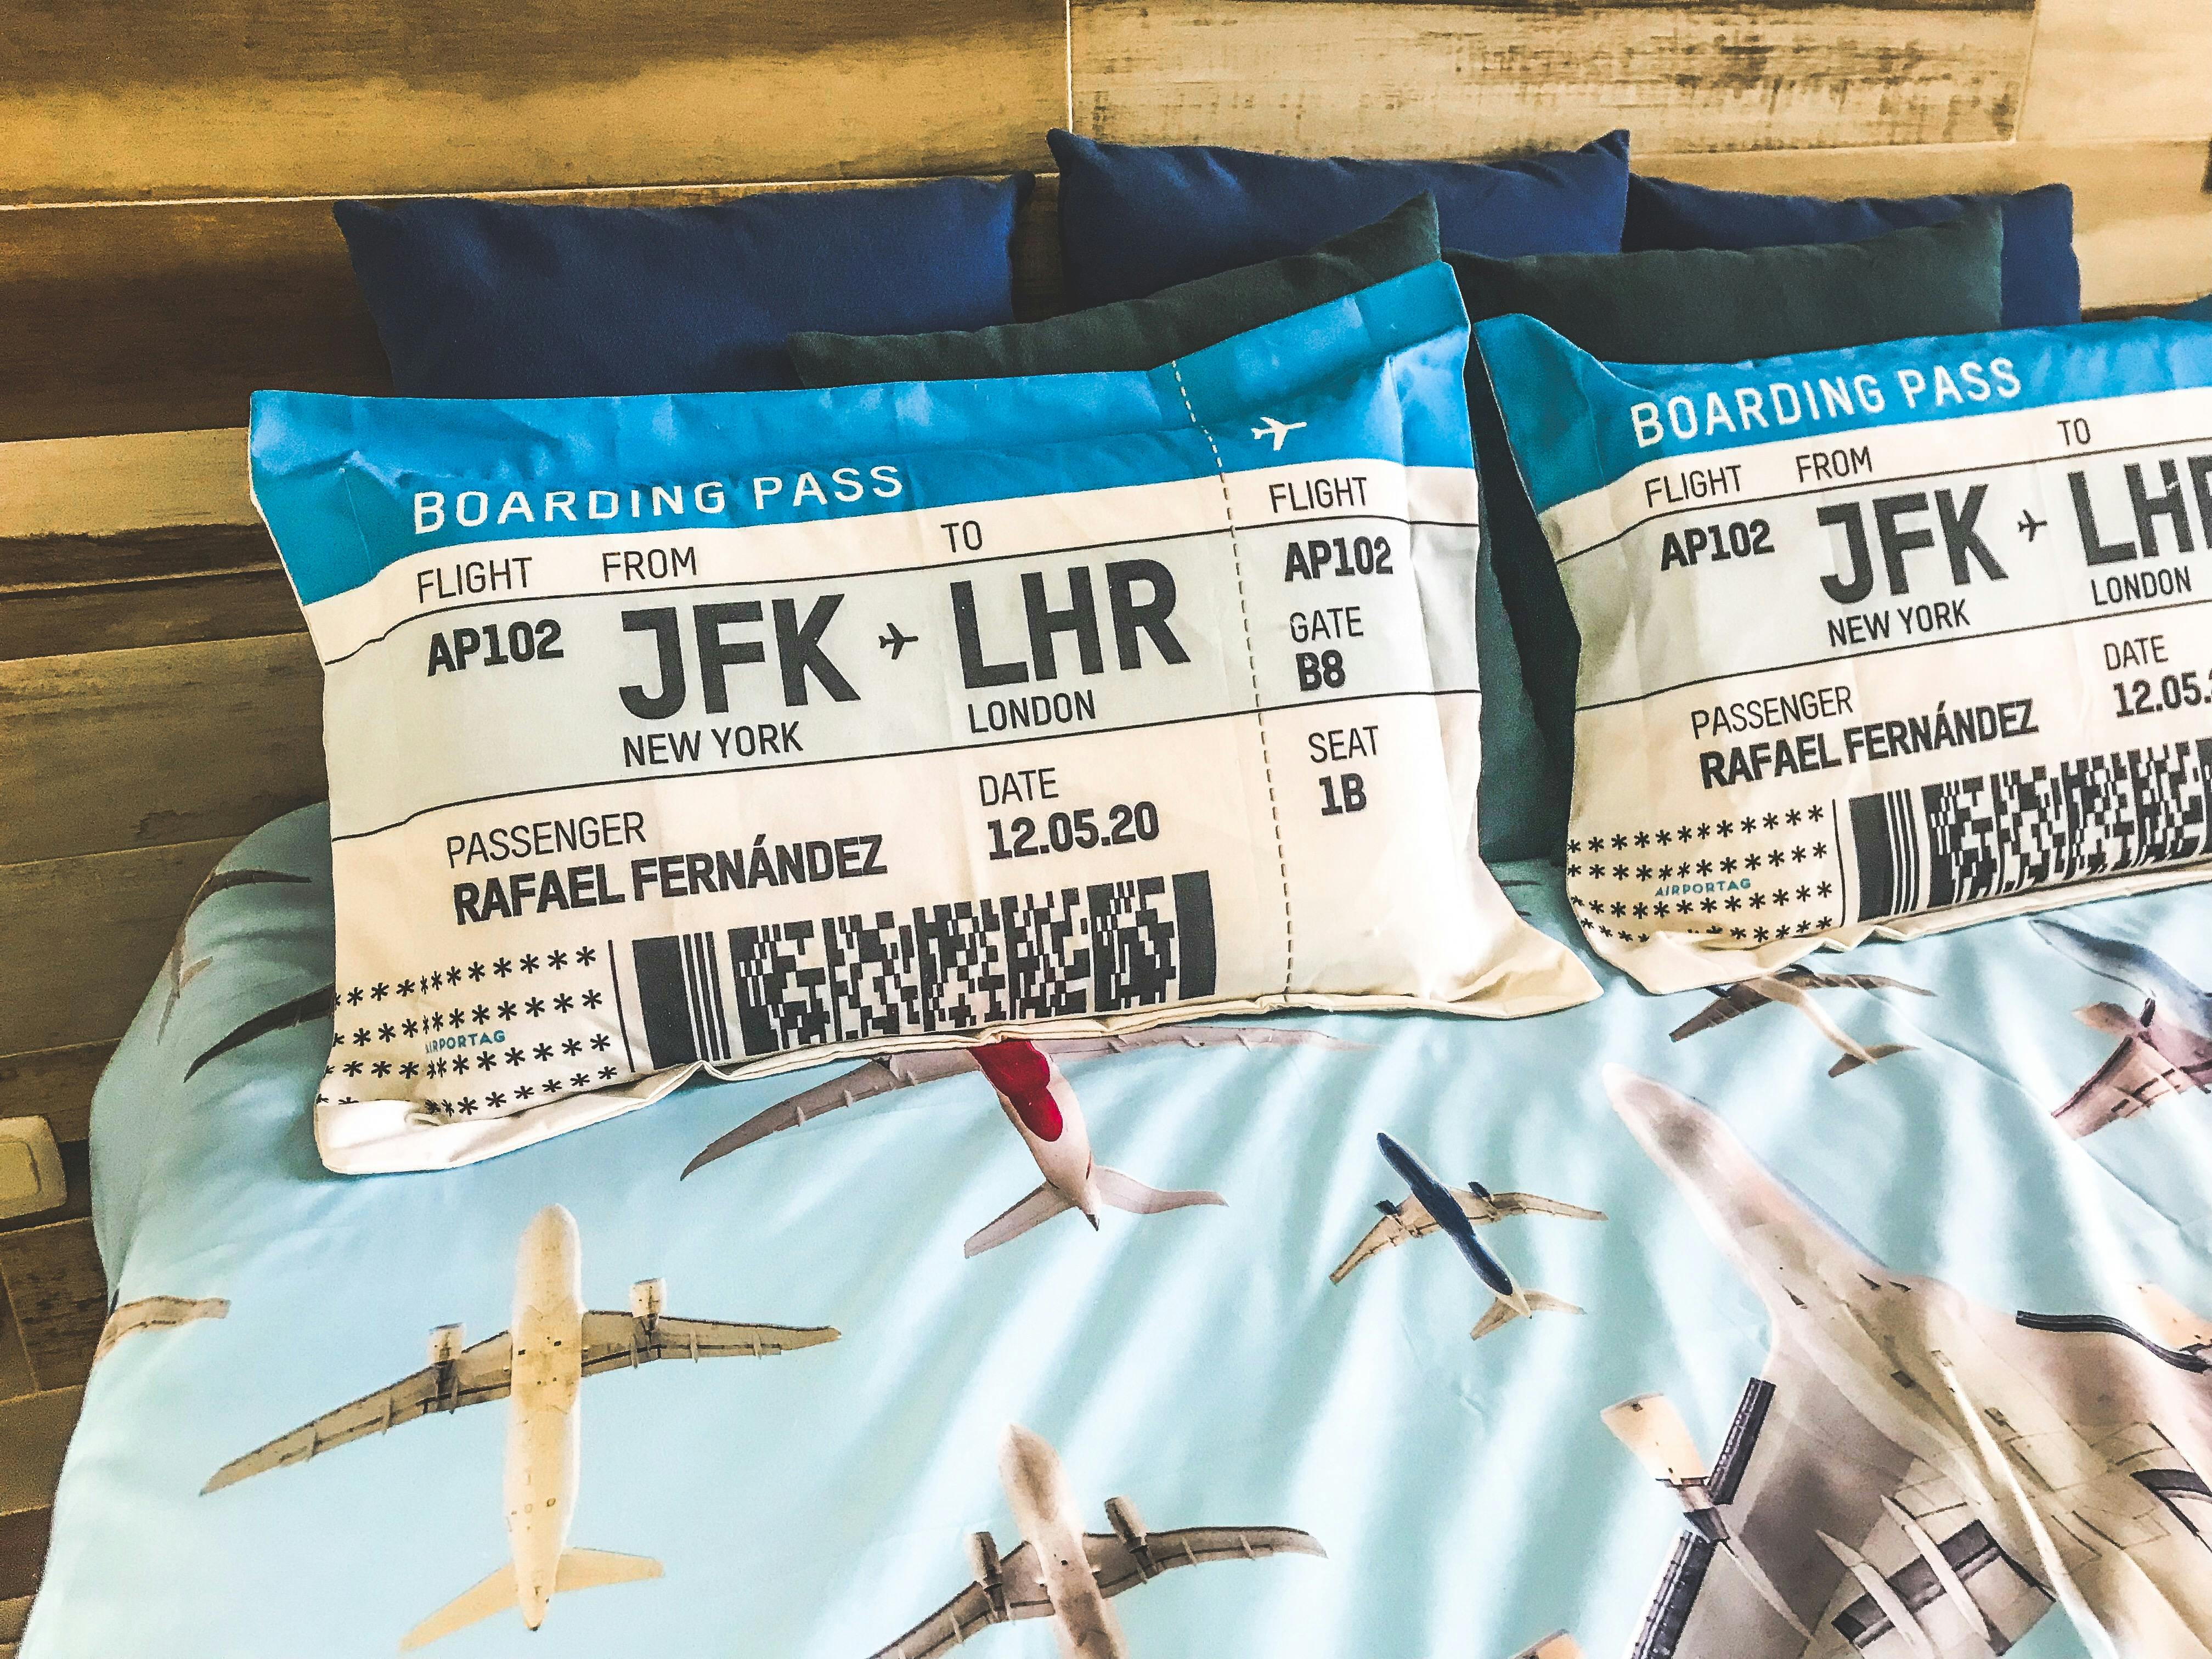 BOARDING PASS
FLIGHT FROM TO FLIGHT
AP102 JFK LHR AP102
NEW YORK LONDON
GATE
B8
PASSENGER DATE SEAT
RAFAEL FERNÁNDEZ 12.05.20 1B
AIRPORTAG
BOARDING PASS
FLIGHT FROM TO
AP102 JFK
NEW YORK LONDON
PASSENGER DATE
RAFAEL FERNÁNDEZ 12.05.
AIRPORTAG